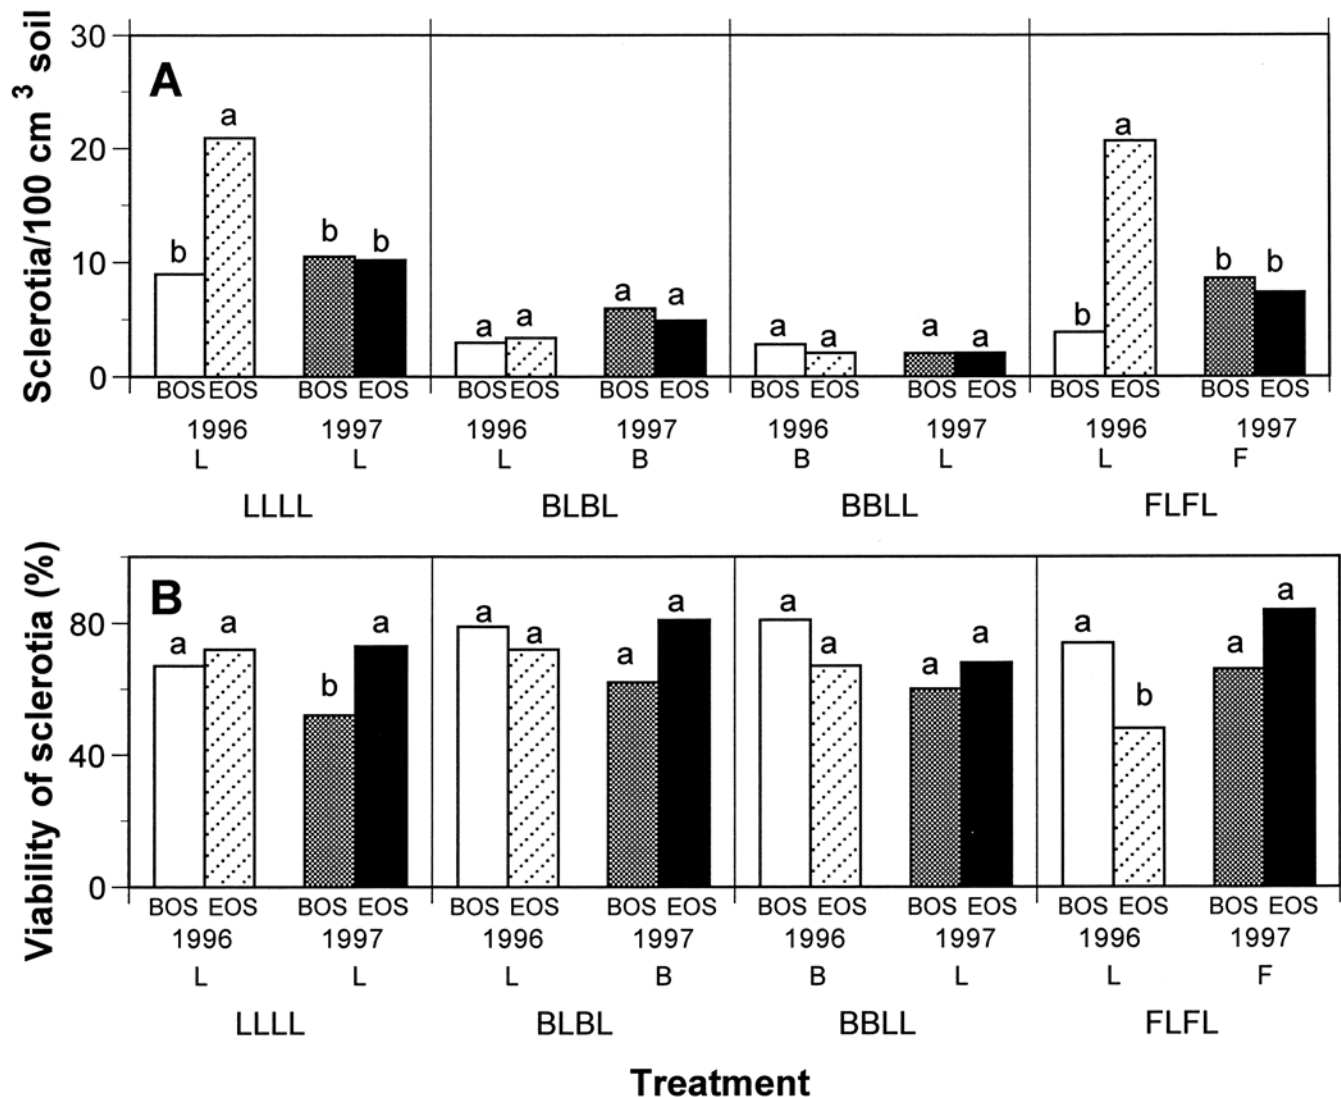 Sclerotia/100 cm 3 soil
30
20
10
0
A
b a b b
a a a a
a a a a
b a b b
BOS EOS BOS EOS BOS EOS BOS EOS BOS EOS BOS EOS BOS EOS BOS EOS
1996 1997 1996 1997 1996 1997 1996 1997
L L L B B L L F
LLLL BLBL BBLL FLFL
Viability of sclerotia (%)
80
40
0
B
a a b a
a a a a
a a a a
a b a a
BOS EOS BOS EOS BOS EOS BOS EOS BOS EOS BOS EOS BOS EOS BOS EOS
1996 1997 1996 1997 1996 1997 1996 1997
L L L B B L L F
LLLL BLBL BBLL FLFL
Treatment